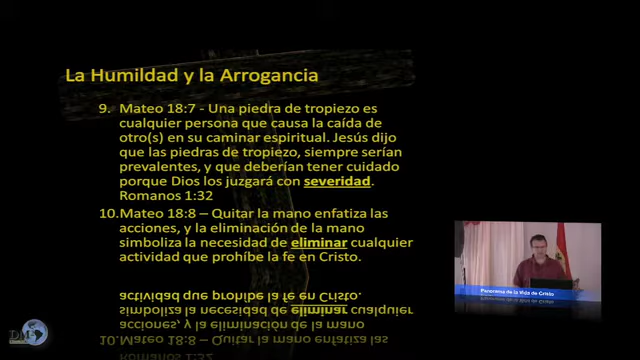 La Humildad y la Arrogancia
9. Mateo 18:7 - Una piedra de tropiezo es
cualquier persona que causa la caída de
otro(s) en su caminar espiritual. Jesús dijo
que las piedras de tropiezo, siempre serían
prevalentes, y que deberían tener cuidado
porque Dios los juzgará con severidad.
Romanos 1:32
10. Mateo 18:8 – Quitar la mano enfatiza las
acciones, y la eliminación de la mano
simboliza la necesidad de eliminar cualquier
actividad que prohíbe la fe en Cristo.
Panorama de la Vida de Cristo
DM